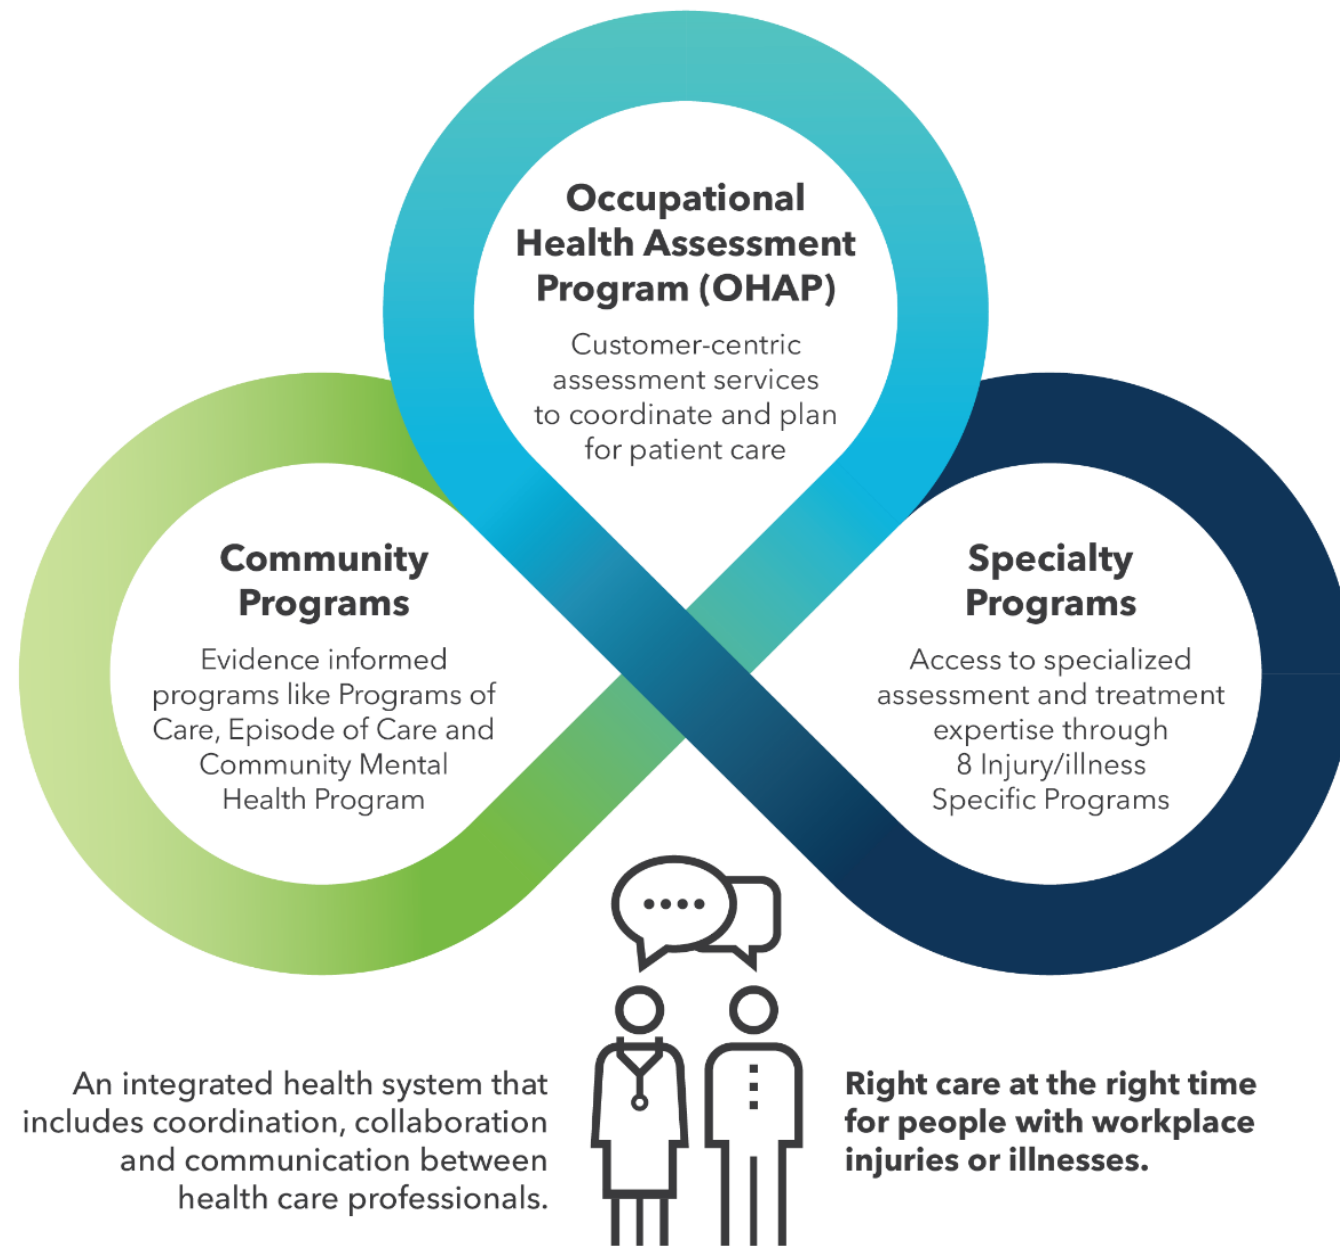 Occupational
Health Assessment
Program (OHAP)
Customer-centric
assessment services
to coordinate and plan
for patient care
Community
Programs
Evidence informed
programs like Programs of
Care, Episode of Care and
Community Mental
Health Program
Specialty
Programs
Access to specialized
assessment and treatment
expertise through
8 Injury/illness
Specific Programs
An integrated health system that
includes coordination, collaboration
and communication between
health care professionals.
Right care at the right time
for people with workplace
injuries or illnesses.